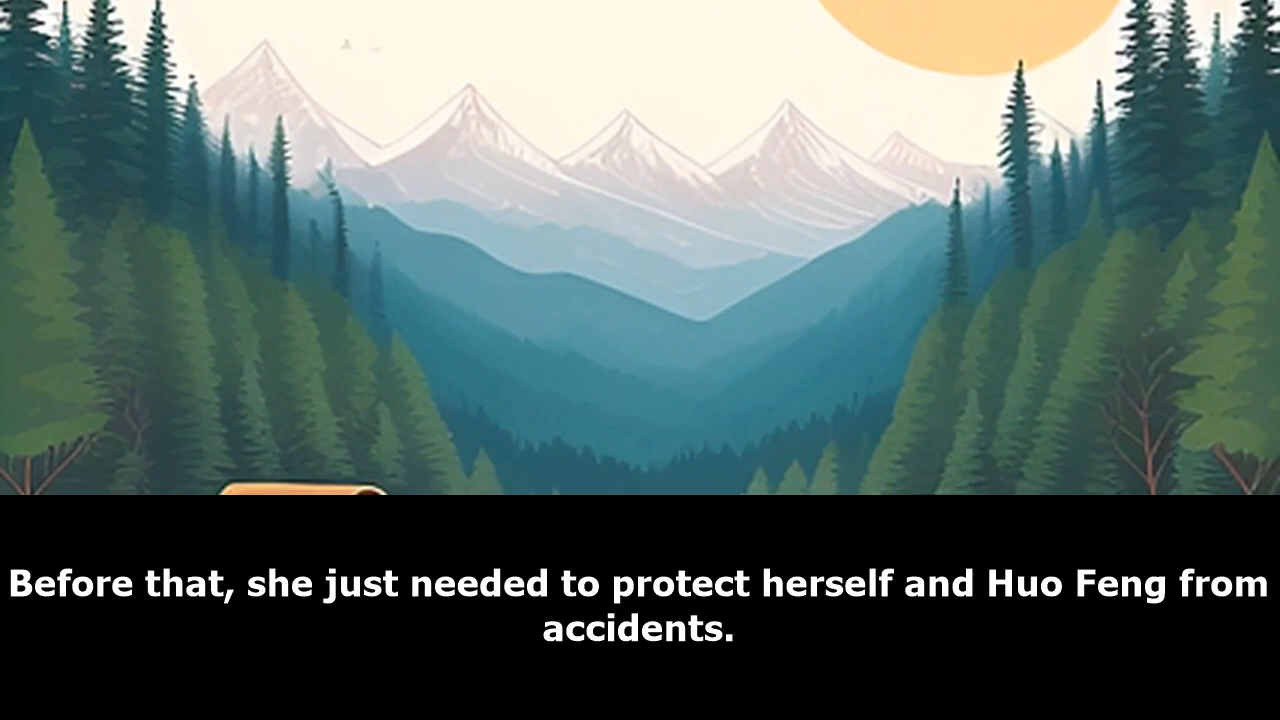 Before that, she just needed to protect herself and Huo Feng from
accidents.